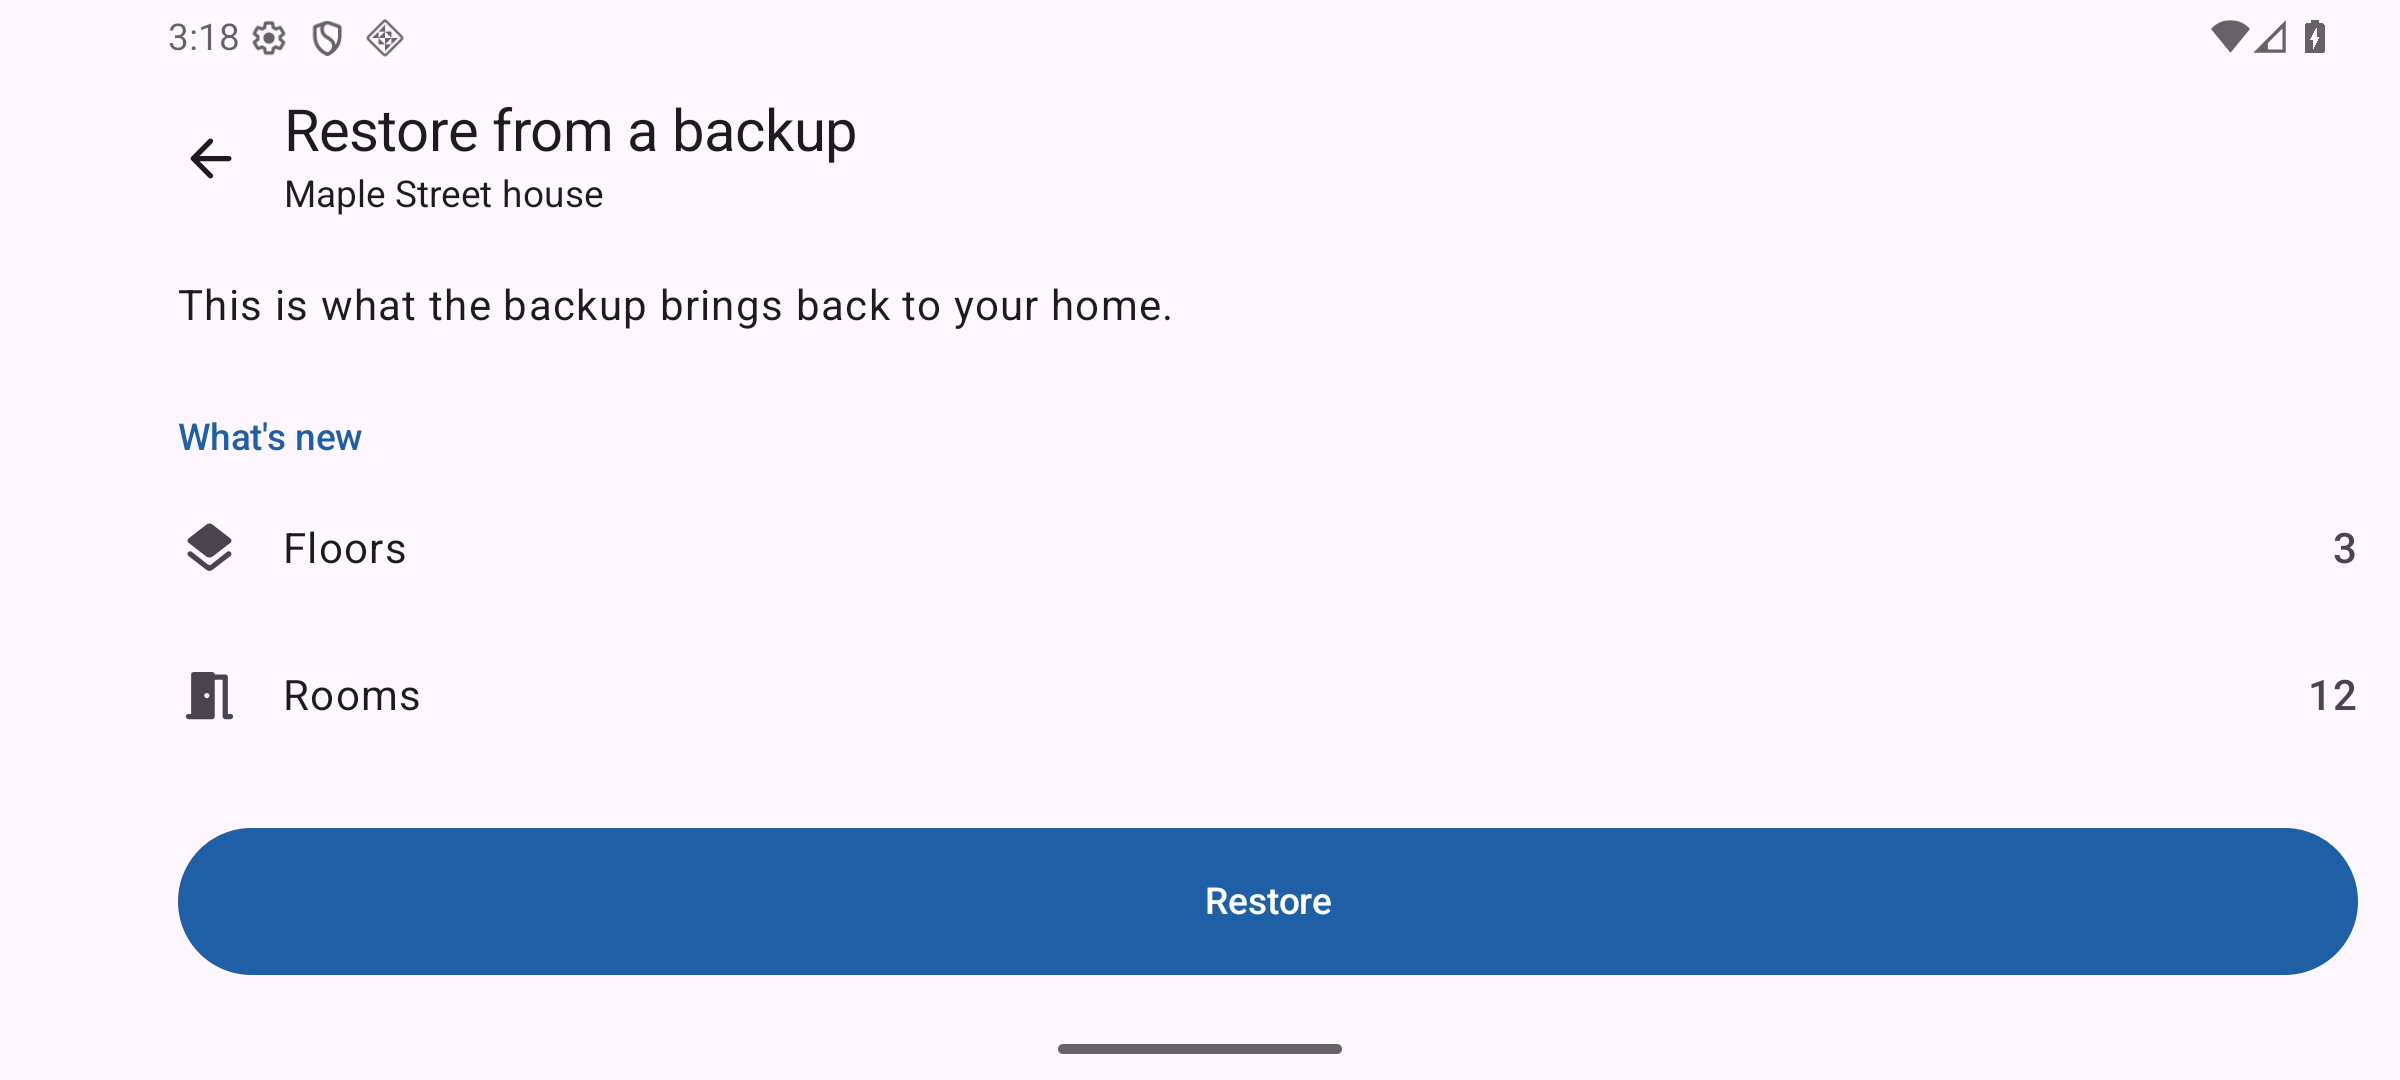 3:18
Restore from a backup
Maple Street house
This is what the backup brings back to your home.
What's new
Floors 3
Rooms 12
Restore